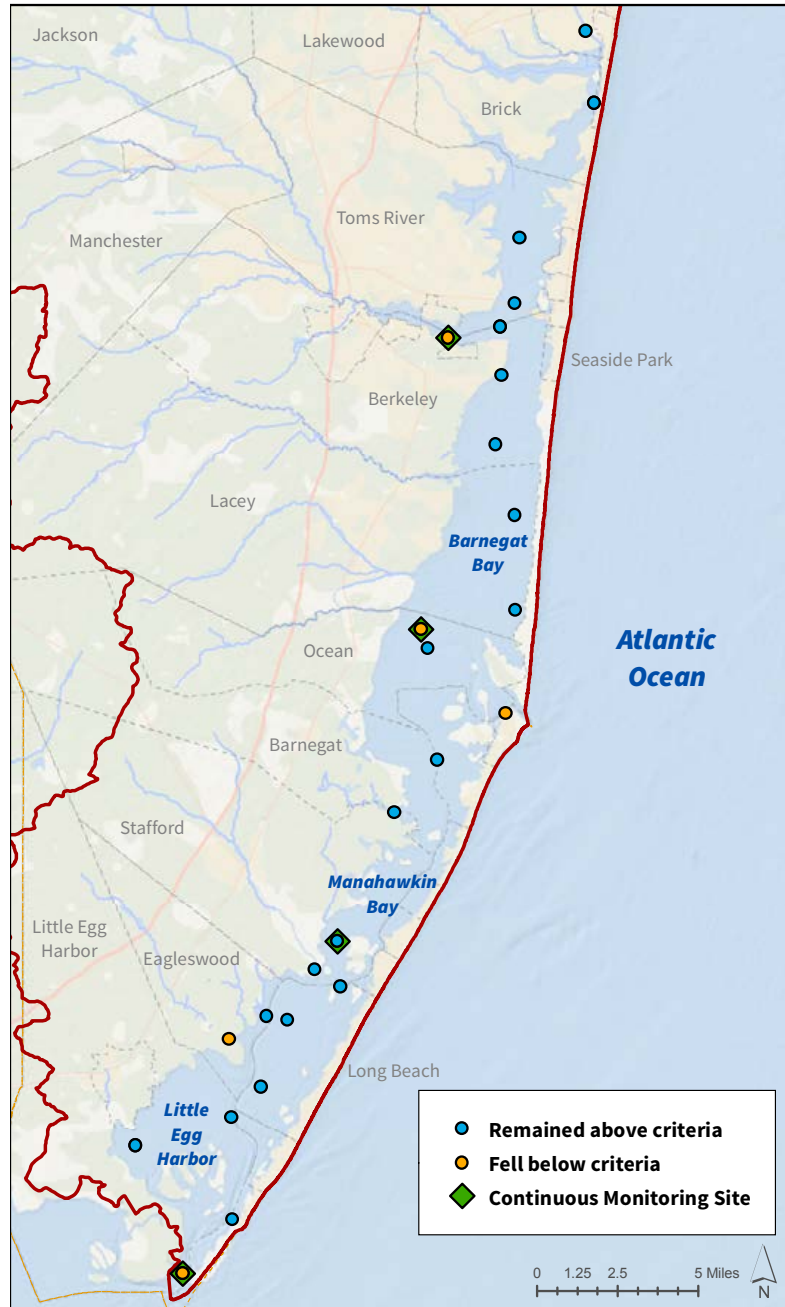 Jackson
Lakewood
Brick
Toms River
Manchester
Seaside Park
Berkeley
Lacey
Barnegat
Bay
Ocean
Atlantic
Ocean
Barnegat
Stafford
Manahawkin
Bay
Little Egg
Harbor
Eagleswood
Long Beach
Little
Egg
Harbor
Remained above criteria
Fell below criteria
Continuous Monitoring Site
0 1.25 2.5 5 Miles
N